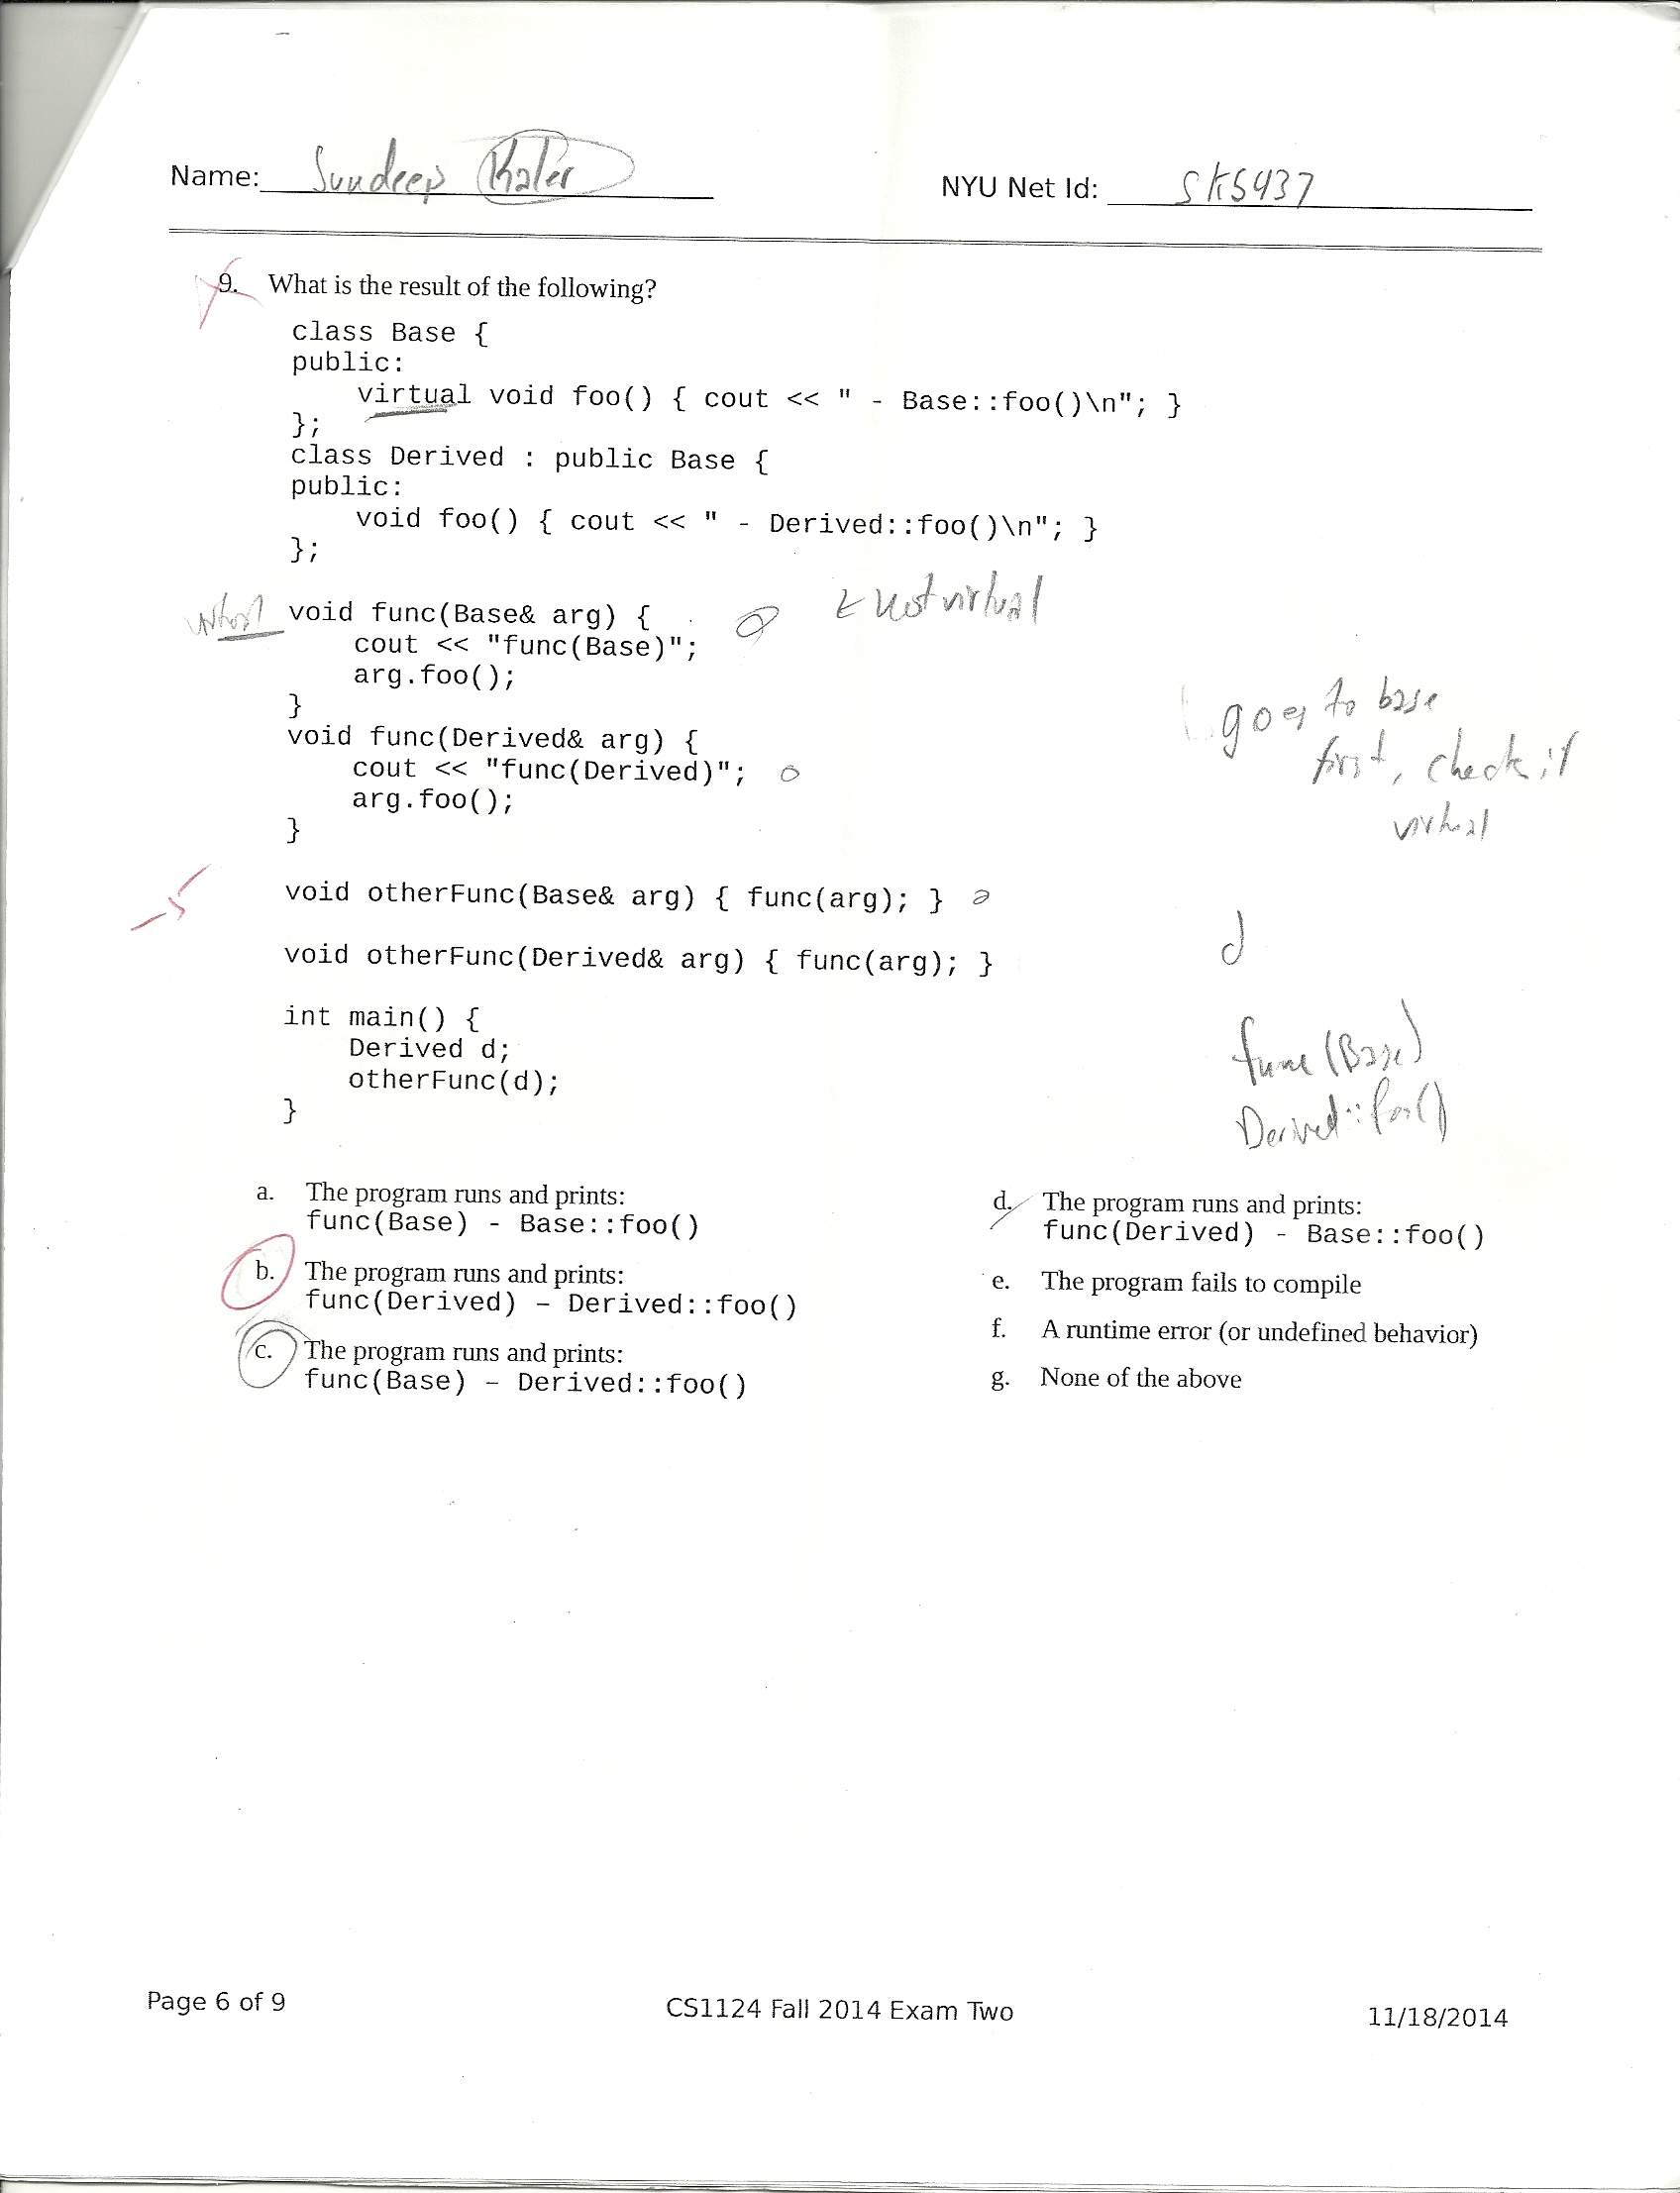 Name: Sundeep
NYU Net Id: SK5437
9. What is the result of the following?
class Base {
public:
virtual void foo() { cout << " - Base::foo()\n"; }
};
class Derived : public Base {
public:
void foo() { cout << " - Derived::foo()\n"; }
};
not virtual
void func(Base& arg) {
cout << "func(Base)";
arg.foo();
}
goes to base
first, check if
virtual
void func(Derived& arg) {
cout << "func(Derived)";
arg.foo();
}
-5
void otherFunc(Base& arg) { func(arg); }
d
void otherFunc(Derived& arg) { func(arg); }
int main() {
Derived d;
otherFunc(d);
}
func(Base)
Derived::foo()
a. The program runs and prints:
func(Base) - Base::foo()
b. The program runs and prints:
func(Derived) – Derived::foo()
c. The program runs and prints:
func(Base) – Derived::foo()
d. The program runs and prints:
func(Derived) - Base::foo()
e. The program fails to compile
f. A runtime error (or undefined behavior)
g. None of the above
Page 6 of 9
CS1124 Fall 2014 Exam Two
11/18/2014